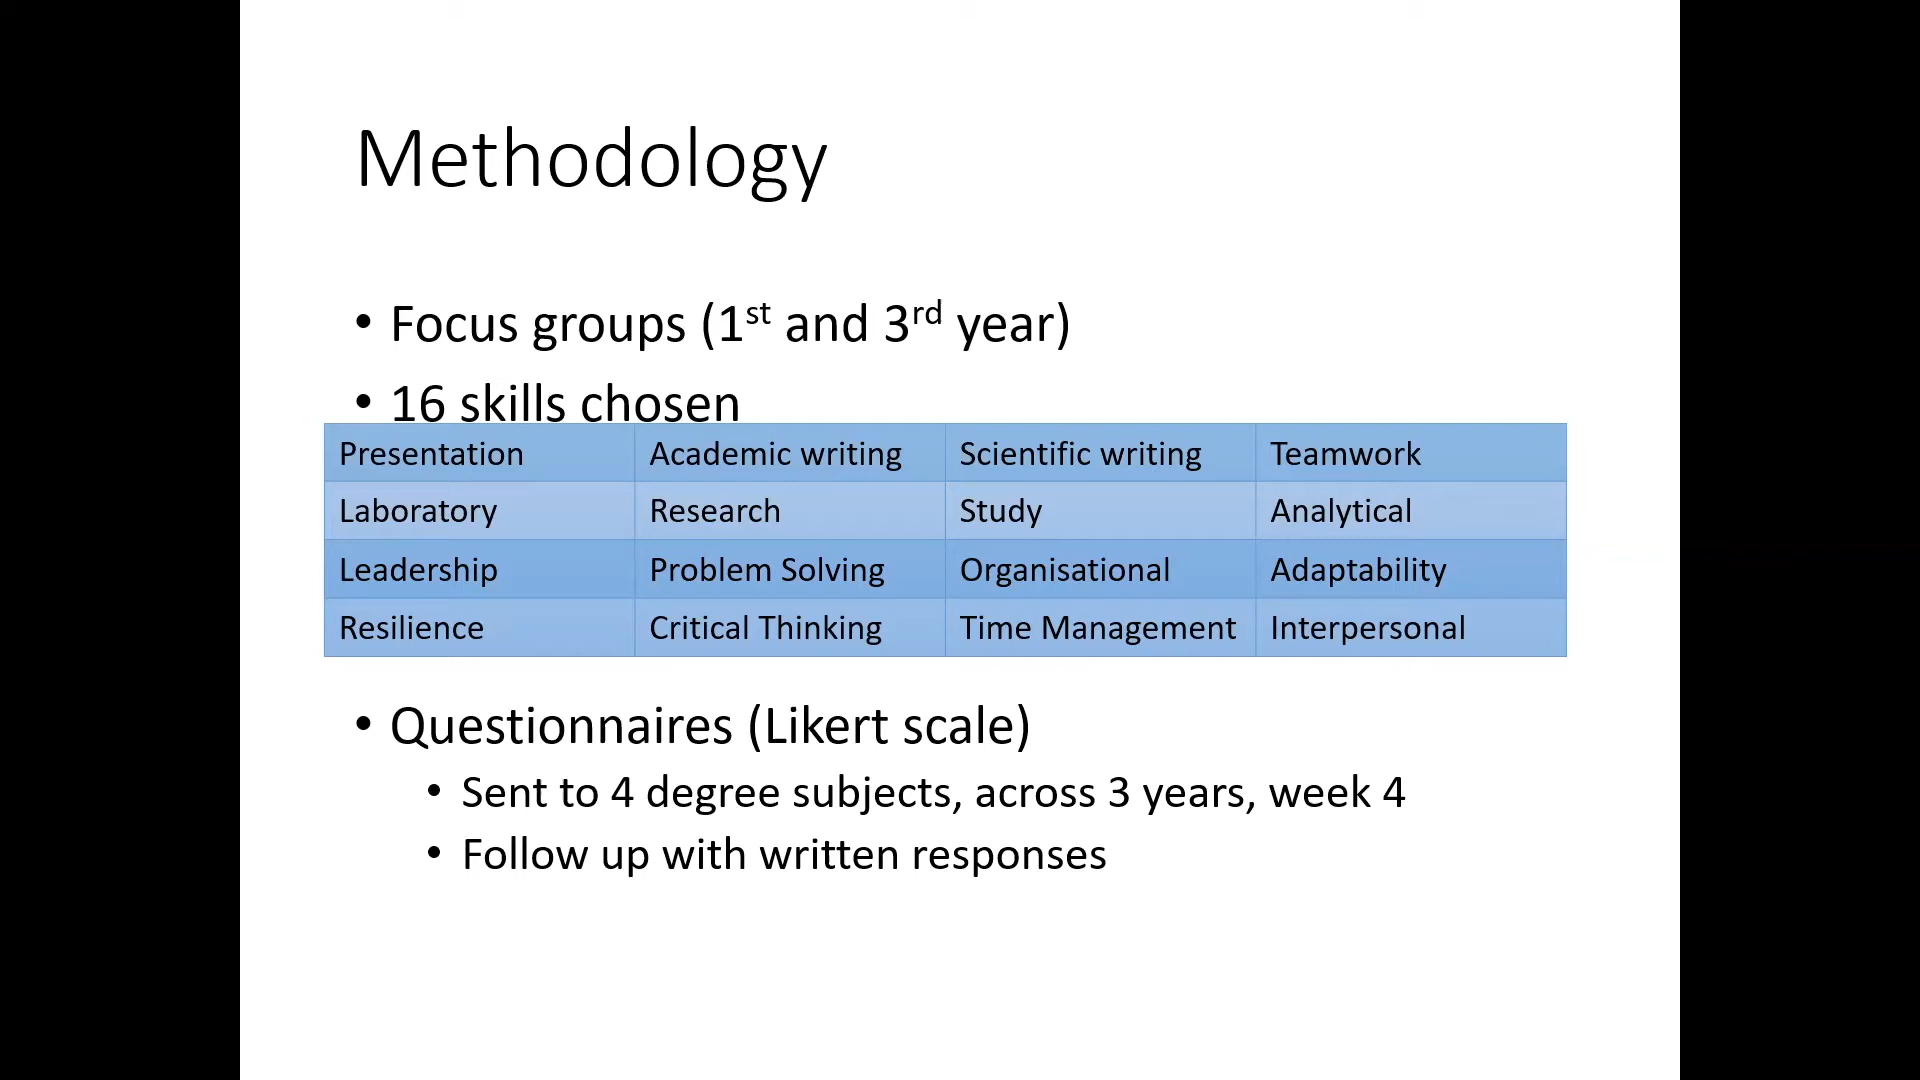 Methodology
• Focus groups (1st and 3rd year)
• 16 skills chosen
Presentation Academic writing Scientific writing Teamwork
Laboratory Research Study Analytical
Leadership Problem Solving Organisational Adaptability
Resilience Critical Thinking Time Management Interpersonal
• Questionnaires (Likert scale)
• Sent to 4 degree subjects, across 3 years, week 4
• Follow up with written responses